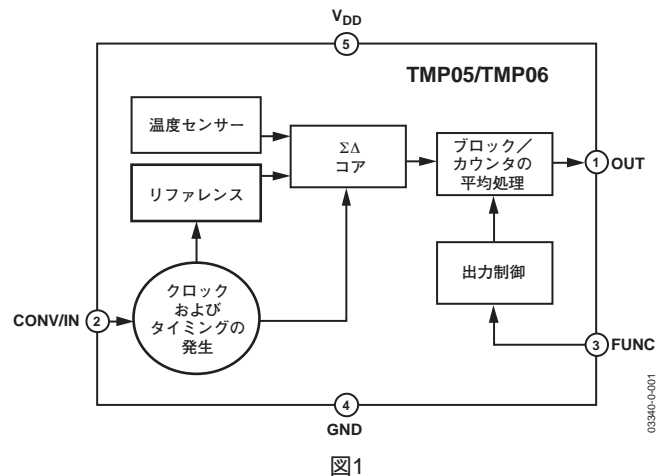 VDD
5
TMP05/TMP06
温度センサー
リファレンス
ΣΔ
コア
ブロック／
カウンタの
平均処理
1 OUT
出力制御
クロック
および
タイミングの
発生
CONV/IN 2
3 FUNC
4
GND
03340-0-001
図1